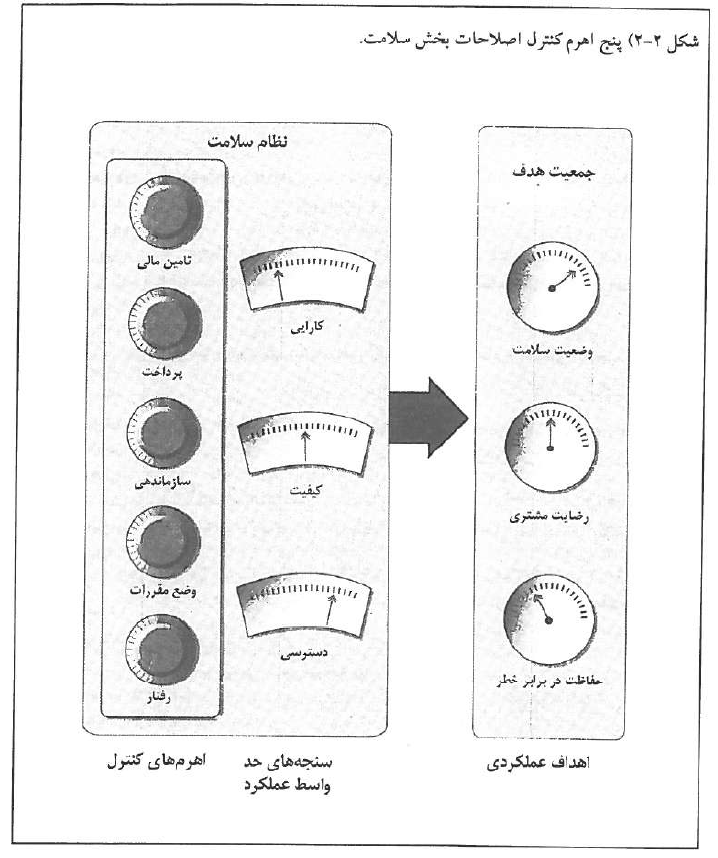 شکل ۲-۲) پنج اهرم کنترل اصلاحات بخش سلامت.
نظام سلامت
تامین مالی
پرداخت
سازماندهی
وضع مقررات
رفتار
کارایی
کیفیت
دسترسی
جمعیت هدف
وضعیت سلامت
رضایت مشتری
حفاظت در برابر خطر
اهرم‌های کنترل
سنجه‌های حد
واسط عملکرد
اهداف عملکردی